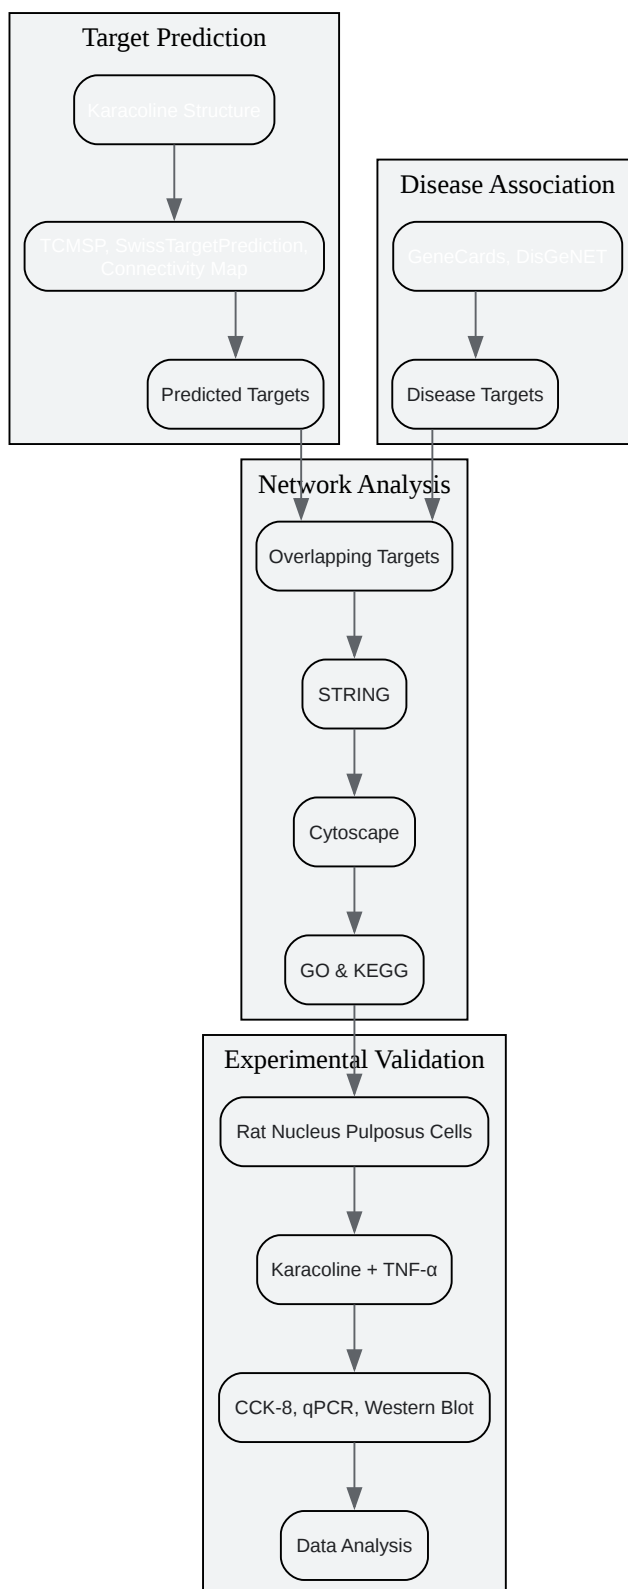 Target Prediction
Karacoline Structure
TCMSP, SwissTargetPrediction,
Connectivity Map
Predicted Targets
Disease Association
GeneCards, DisGeNET
Disease Targets
Network Analysis
Overlapping Targets
STRING
Cytoscape
GO & KEGG
Experimental Validation
Rat Nucleus Pulposus Cells
Karacoline + TNF-α
CCK-8, qPCR, Western Blot
Data Analysis